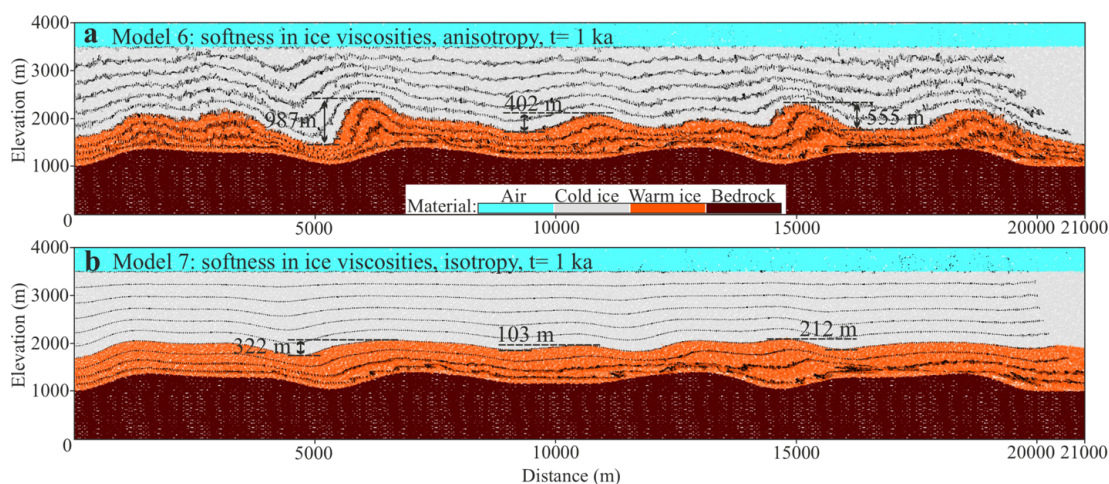 4000
a Model 6: softness in ice viscosities, anisotropy, t= 1 ka
3000
Elevation (m)
402 m
987m
555 m
2000
1000
Air Cold ice Warm ice Bedrock
Material:
0
5000 10000 15000 20000 21000
4000
b Model 7: softness in ice viscosities, isotropy, t= 1 ka
3000
Elevation (m)
103 m
212 m
322 m
2000
1000
0
5000 10000 15000 20000 21000
Distance (m)